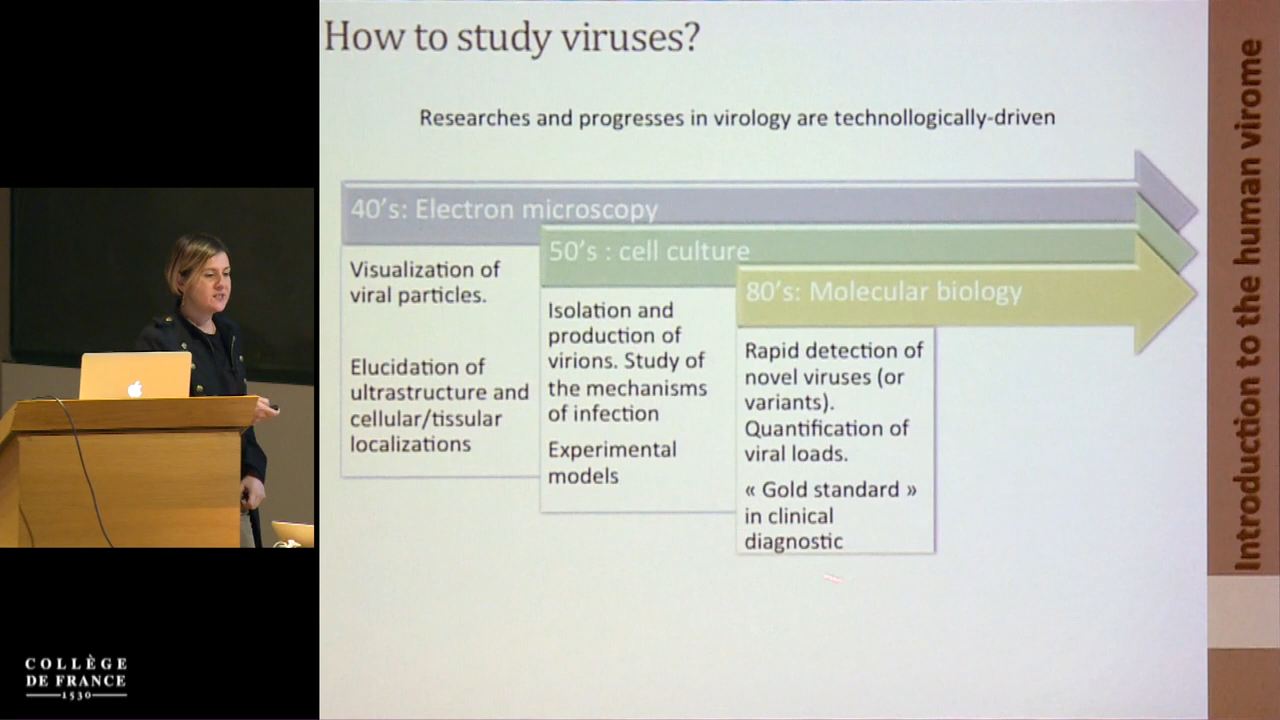 How to study viruses?
Researches and progresses in virology are technollogically-driven
40's: Electron microscopy
Visualization of
viral particles.
Elucidation of
ultrastructure and
cellular/tissular
localizations
50's : cell culture
Isolation and
production of
virions. Study of
the mechanisms
of infection
Experimental
models
80's: Molecular biology
Rapid detection of
novel viruses (or
variants).
Quantification of
viral loads.
« Gold standard »
in clinical
diagnostic
Introduction to the human virome
COLLÈGE
DE FRANCE
1530